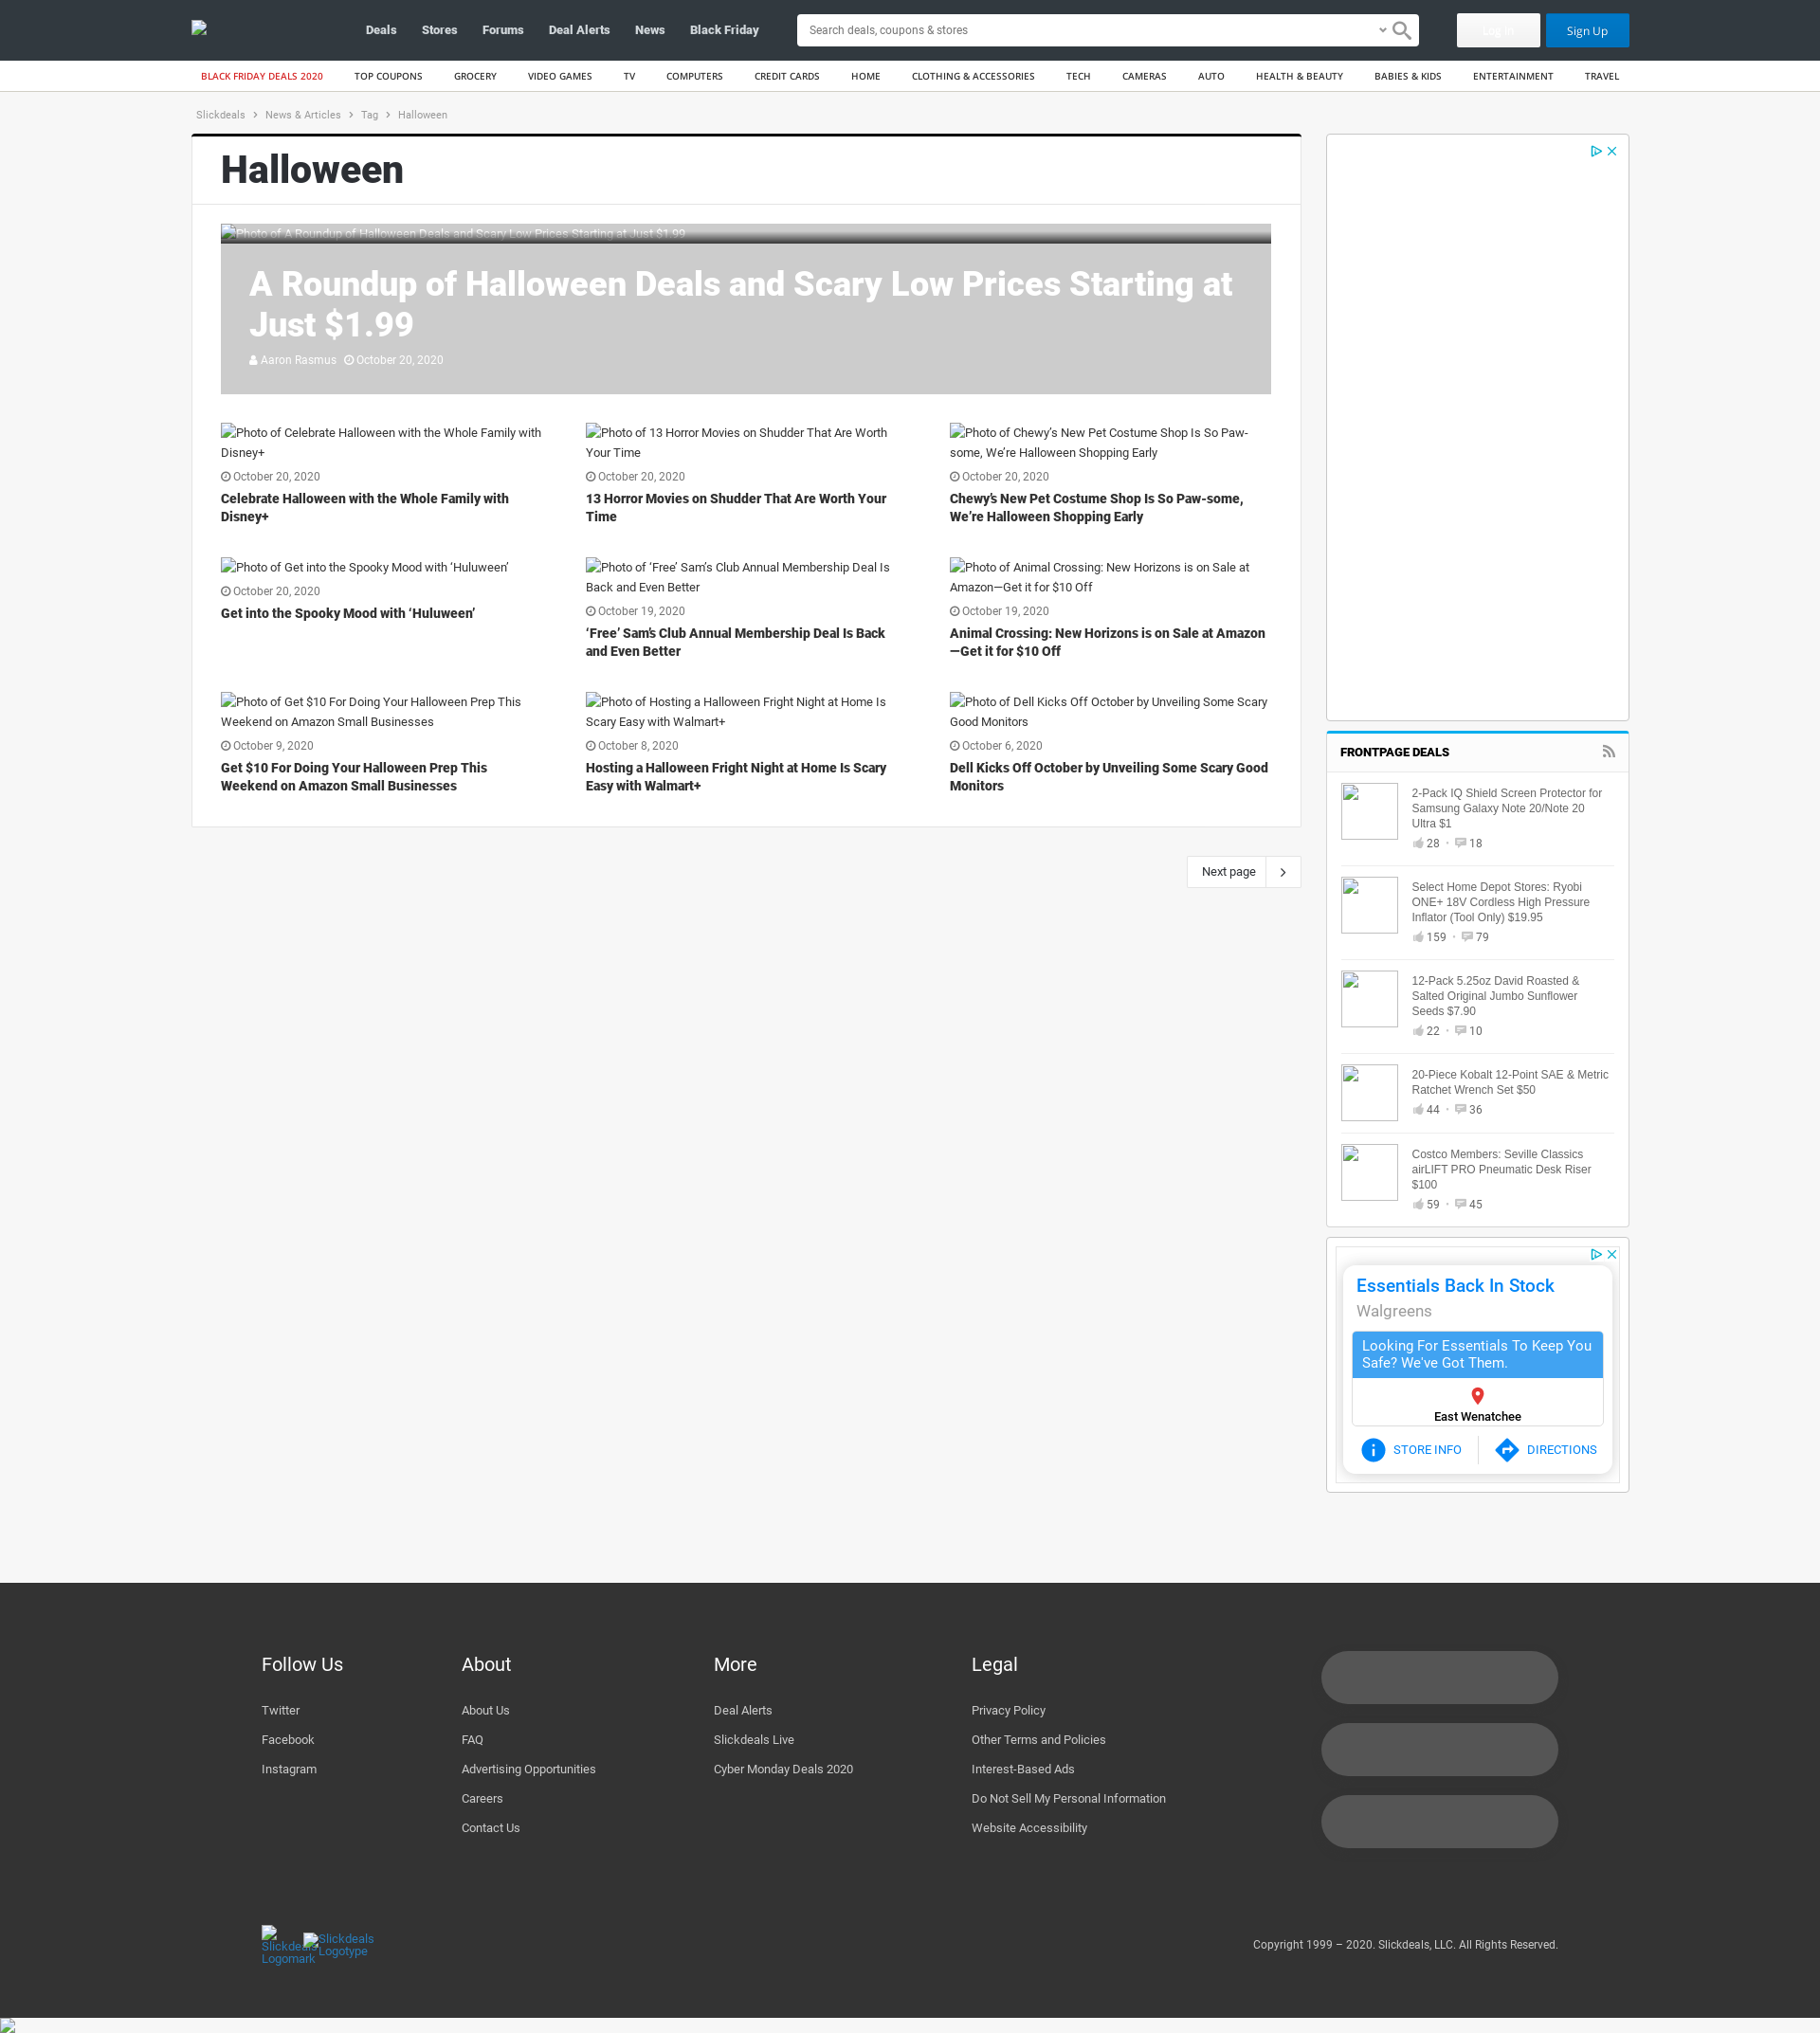 Deals Stores Forums Deal Alerts News Black Friday Search deals, coupons & stores Log In Sign Up
BLACK FRIDAY DEALS 2020 TOP COUPONS GROCERY VIDEO GAMES TV COMPUTERS CREDIT CARDS HOME CLOTHING & ACCESSORIES TECH CAMERAS AUTO HEALTH & BEAUTY BABIES & KIDS ENTERTAINMENT TRAVEL
Slickdeals > News & Articles > Tag > Halloween
Halloween
Photo of A Roundup of Halloween Deals and Scary Low Prices Starting at Just $1.99
A Roundup of Halloween Deals and Scary Low Prices Starting at
Just $1.99
Aaron Rasmus October 20, 2020
Photo of Celebrate Halloween with the Whole Family with
Disney+
October 20, 2020
Celebrate Halloween with the Whole Family with
Disney+
Photo of 13 Horror Movies on Shudder That Are Worth
Your Time
October 20, 2020
13 Horror Movies on Shudder That Are Worth Your
Time
Photo of Chewy’s New Pet Costume Shop Is So Paw-
some, We’re Halloween Shopping Early
October 20, 2020
Chewy’s New Pet Costume Shop Is So Paw-some,
We’re Halloween Shopping Early
Photo of Get into the Spooky Mood with ‘Huluween’
October 20, 2020
Get into the Spooky Mood with ‘Huluween’
Photo of ‘Free’ Sam’s Club Annual Membership Deal Is
Back and Even Better
October 19, 2020
‘Free’ Sam’s Club Annual Membership Deal Is Back
and Even Better
Photo of Animal Crossing: New Horizons is on Sale at
Amazon—Get it for $10 Off
October 19, 2020
Animal Crossing: New Horizons is on Sale at Amazon
—Get it for $10 Off
Photo of Get $10 For Doing Your Halloween Prep This
Weekend on Amazon Small Businesses
October 9, 2020
Get $10 For Doing Your Halloween Prep This
Weekend on Amazon Small Businesses
Photo of Hosting a Halloween Fright Night at Home Is
Scary Easy with Walmart+
October 8, 2020
Hosting a Halloween Fright Night at Home Is Scary
Easy with Walmart+
Photo of Dell Kicks Off October by Unveiling Some Scary
Good Monitors
October 6, 2020
Dell Kicks Off October by Unveiling Some Scary Good
Monitors
Next page
FRONTPAGE DEALS
2-Pack IQ Shield Screen Protector for
Samsung Galaxy Note 20/Note 20
Ultra $1
28 • 18
Select Home Depot Stores: Ryobi
ONE+ 18V Cordless High Pressure
Inflator (Tool Only) $19.95
159 • 79
12-Pack 5.25oz David Roasted &
Salted Original Jumbo Sunflower
Seeds $7.90
22 • 10
20-Piece Kobalt 12-Point SAE & Metric
Ratchet Wrench Set $50
44 • 36
Costco Members: Seville Classics
airLIFT PRO Pneumatic Desk Riser
$100
59 • 45
Essentials Back In Stock
Walgreens
Looking For Essentials To Keep You
Safe? We've Got Them.
East Wenatchee
STORE INFO DIRECTIONS
Follow Us
Twitter
Facebook
Instagram
About
About Us
FAQ
Advertising Opportunities
Careers
Contact Us
More
Deal Alerts
Slickdeals Live
Cyber Monday Deals 2020
Legal
Privacy Policy
Other Terms and Policies
Interest-Based Ads
Do Not Sell My Personal Information
Website Accessibility
Slickdeals
Logomark
Slickdeals
Logotype
Copyright 1999 – 2020. Slickdeals, LLC. All Rights Reserved.